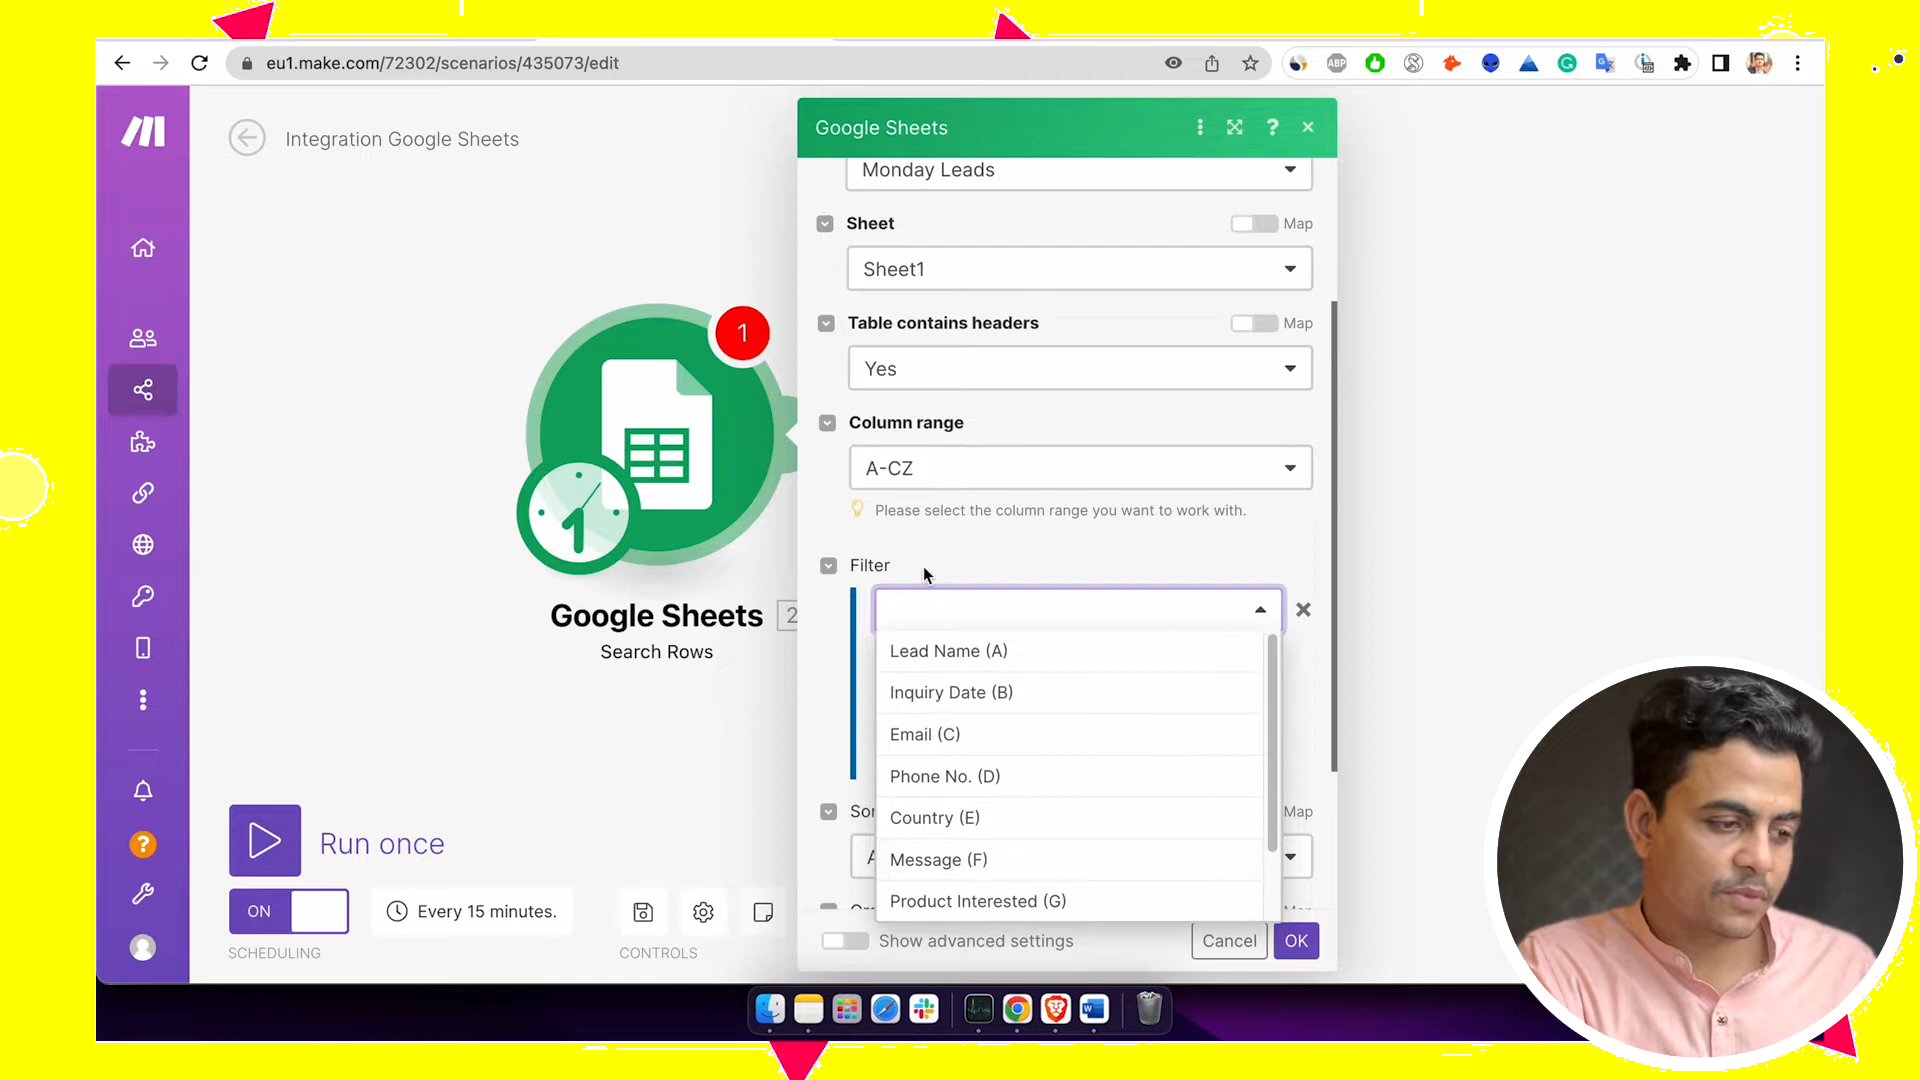 eu1.make.com/72302/scenarios/435073/edit
ABP
Integration Google Sheets
Google Sheets
Monday Leads
Sheet
Map
Sheet1
Table contains headers
Map
Yes
Column range
A-CZ
Please select the column range you want to work with.
Filter
Lead Name (A)
Inquiry Date (B)
Email (C)
Phone No. (D)
Country (E)
Message (F)
Product Interested (G)
Map
Show advanced settings
Cancel
OK
1
1
Google Sheets
2
Search Rows
Run once
ON
Every 15 minutes.
SCHEDULING
CONTROLS